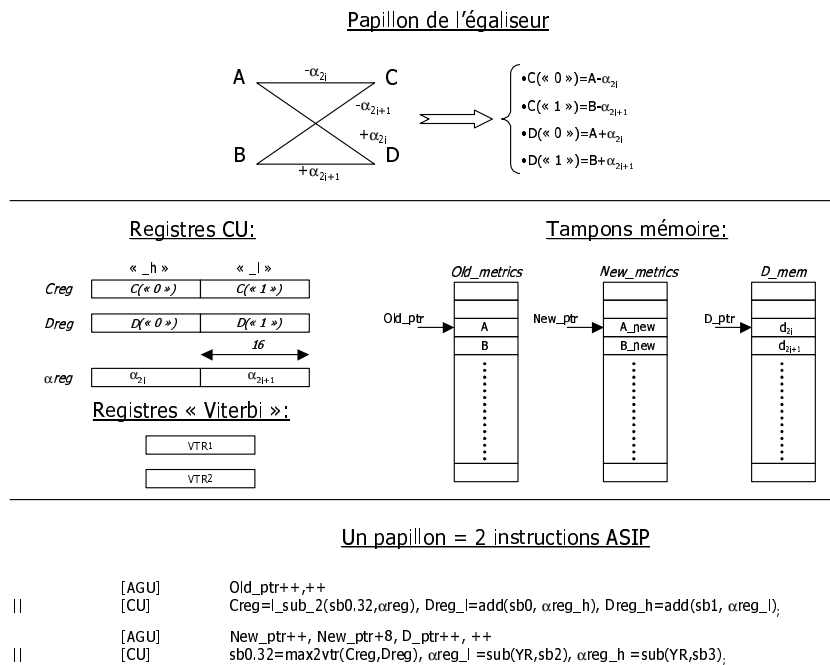 Papillon de l'égaliseur
A
-α2i
C
-α2i+1
+α2i
B
+α2i+1
D
•C(« 0 »)=A-α2i
•C(« 1 »)=B-α2i+1
•D(« 0 »)=A+α2i
•D(« 1 »)=B+α2i+1
Registres CU:
« _h »
« _l »
Creg
C(« 0 »)
C(« 1 »)
Dreg
D(« 0 »)
D(« 1 »)
16
αreg
α2i
α2i+1
Registres « Viterbi »:
VTR1
VTR2
Tampons mémoire:
Old_metrics
New_metrics
D_mem
Old_ptr
A
B
New_ptr
A_new
B_new
D_ptr
d2i
d2i+1
Un papillon = 2 instructions ASIP
[AGU] Old_ptr++,++
|| [CU] Creg=l_sub_2(sb0.32,αreg), Dreg_l=add(sb0, αreg_h), Dreg_h=add(sb1, αreg_l);
[AGU] New_ptr++, New_ptr+8, D_ptr++, ++
|| [CU] sb0.32=max2vtr(Creg,Dreg), αreg_l =sub(YR,sb2), αreg_h =sub(YR,sb3);